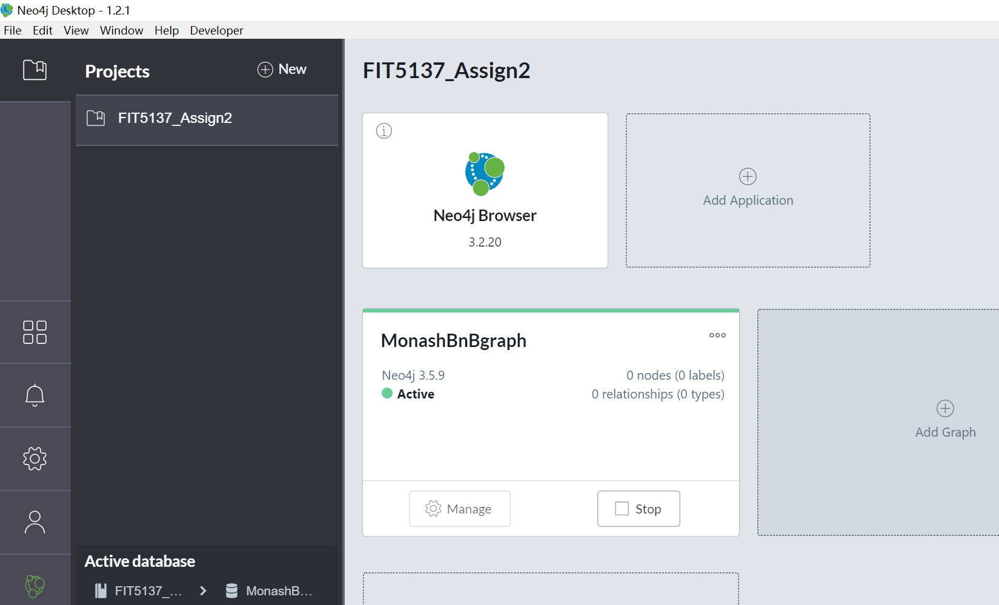 Neo4j Desktop - 1.2.1
File Edit View Window Help Developer
Projects
New
FIT5137_Assign2
FIT5137_Assign2
Neo4j Browser
3.2.20
Add Application
MonashBnBgraph
Neo4j 3.5.9
0 nodes (0 labels)
Active
0 relationships (0 types)
Manage
Stop
Add Graph
Active database
FIT5137_... > MonashB...